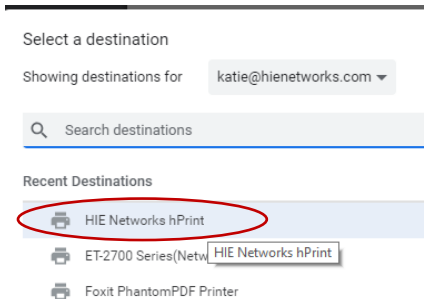 Select a destination
Showing destinations for katie@hienetworks.com
Search destinations
Recent Destinations
HIE Networks hPrint
ET-2700 Series(Netw HIE Networks hPrint
Foxit PhantomPDF Printer